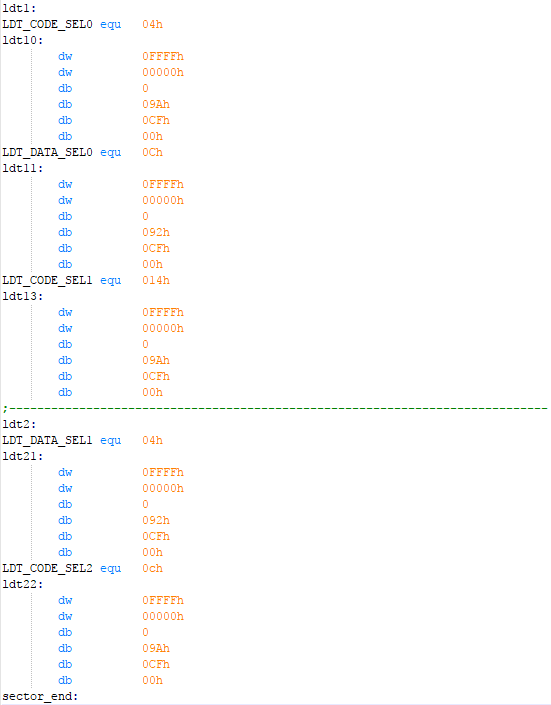 ldt1:
LDT_CODE_SEL0 equ 04h
ldt10:
dw 0FFFFh
dw 00000h
db 0
db 09Ah
db 0CFh
db 00h
LDT_DATA_SEL0 equ 0Ch
ldt11:
dw 0FFFFh
dw 00000h
db 0
db 092h
db 0CFh
db 00h
LDT_CODE_SEL1 equ 014h
ldt13:
dw 0FFFFh
dw 00000h
db 0
db 09Ah
db 0CFh
db 00h
;-----------------------------------------------------------------------------
ldt2:
LDT_DATA_SEL1 equ 04h
ldt21:
dw 0FFFFh
dw 00000h
db 0
db 092h
db 0CFh
db 00h
LDT_CODE_SEL2 equ 0ch
ldt22:
dw 0FFFFh
dw 00000h
db 0
db 09Ah
db 0CFh
db 00h
sector_end: